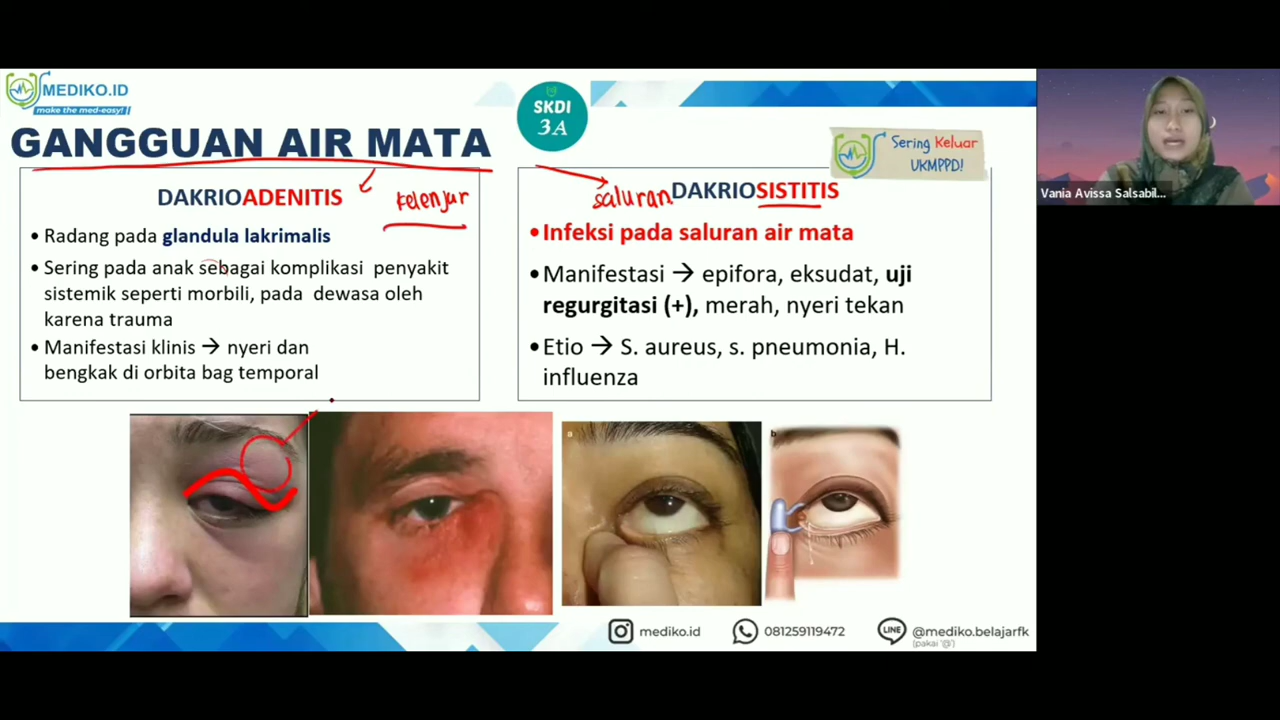 MEDIKO.ID
make the med-easy!
SKDI
3A
GANGGUAN AIR MATA
Sering Keluar
UKMPPD!
DAKRIOADENITIS
kelenjar
• Radang pada glandula lakrimalis
• Sering pada anak sebagai komplikasi penyakit
sistemik seperti morbili, pada dewasa oleh
karena trauma
• Manifestasi klinis → nyeri dan
bengkak di orbita bag temporal
saluran
DAKRIOSISTITIS
• Infeksi pada saluran air mata
• Manifestasi → epifora, eksudat, uji
regurgitasi (+), merah, nyeri tekan
• Etio → S. aureus, s. pneumonia, H.
influenza
a
b
mediko.id
081259119472
LINE
@mediko.belajarfk
(pakai '@')
Vania Avissa Salsabil...